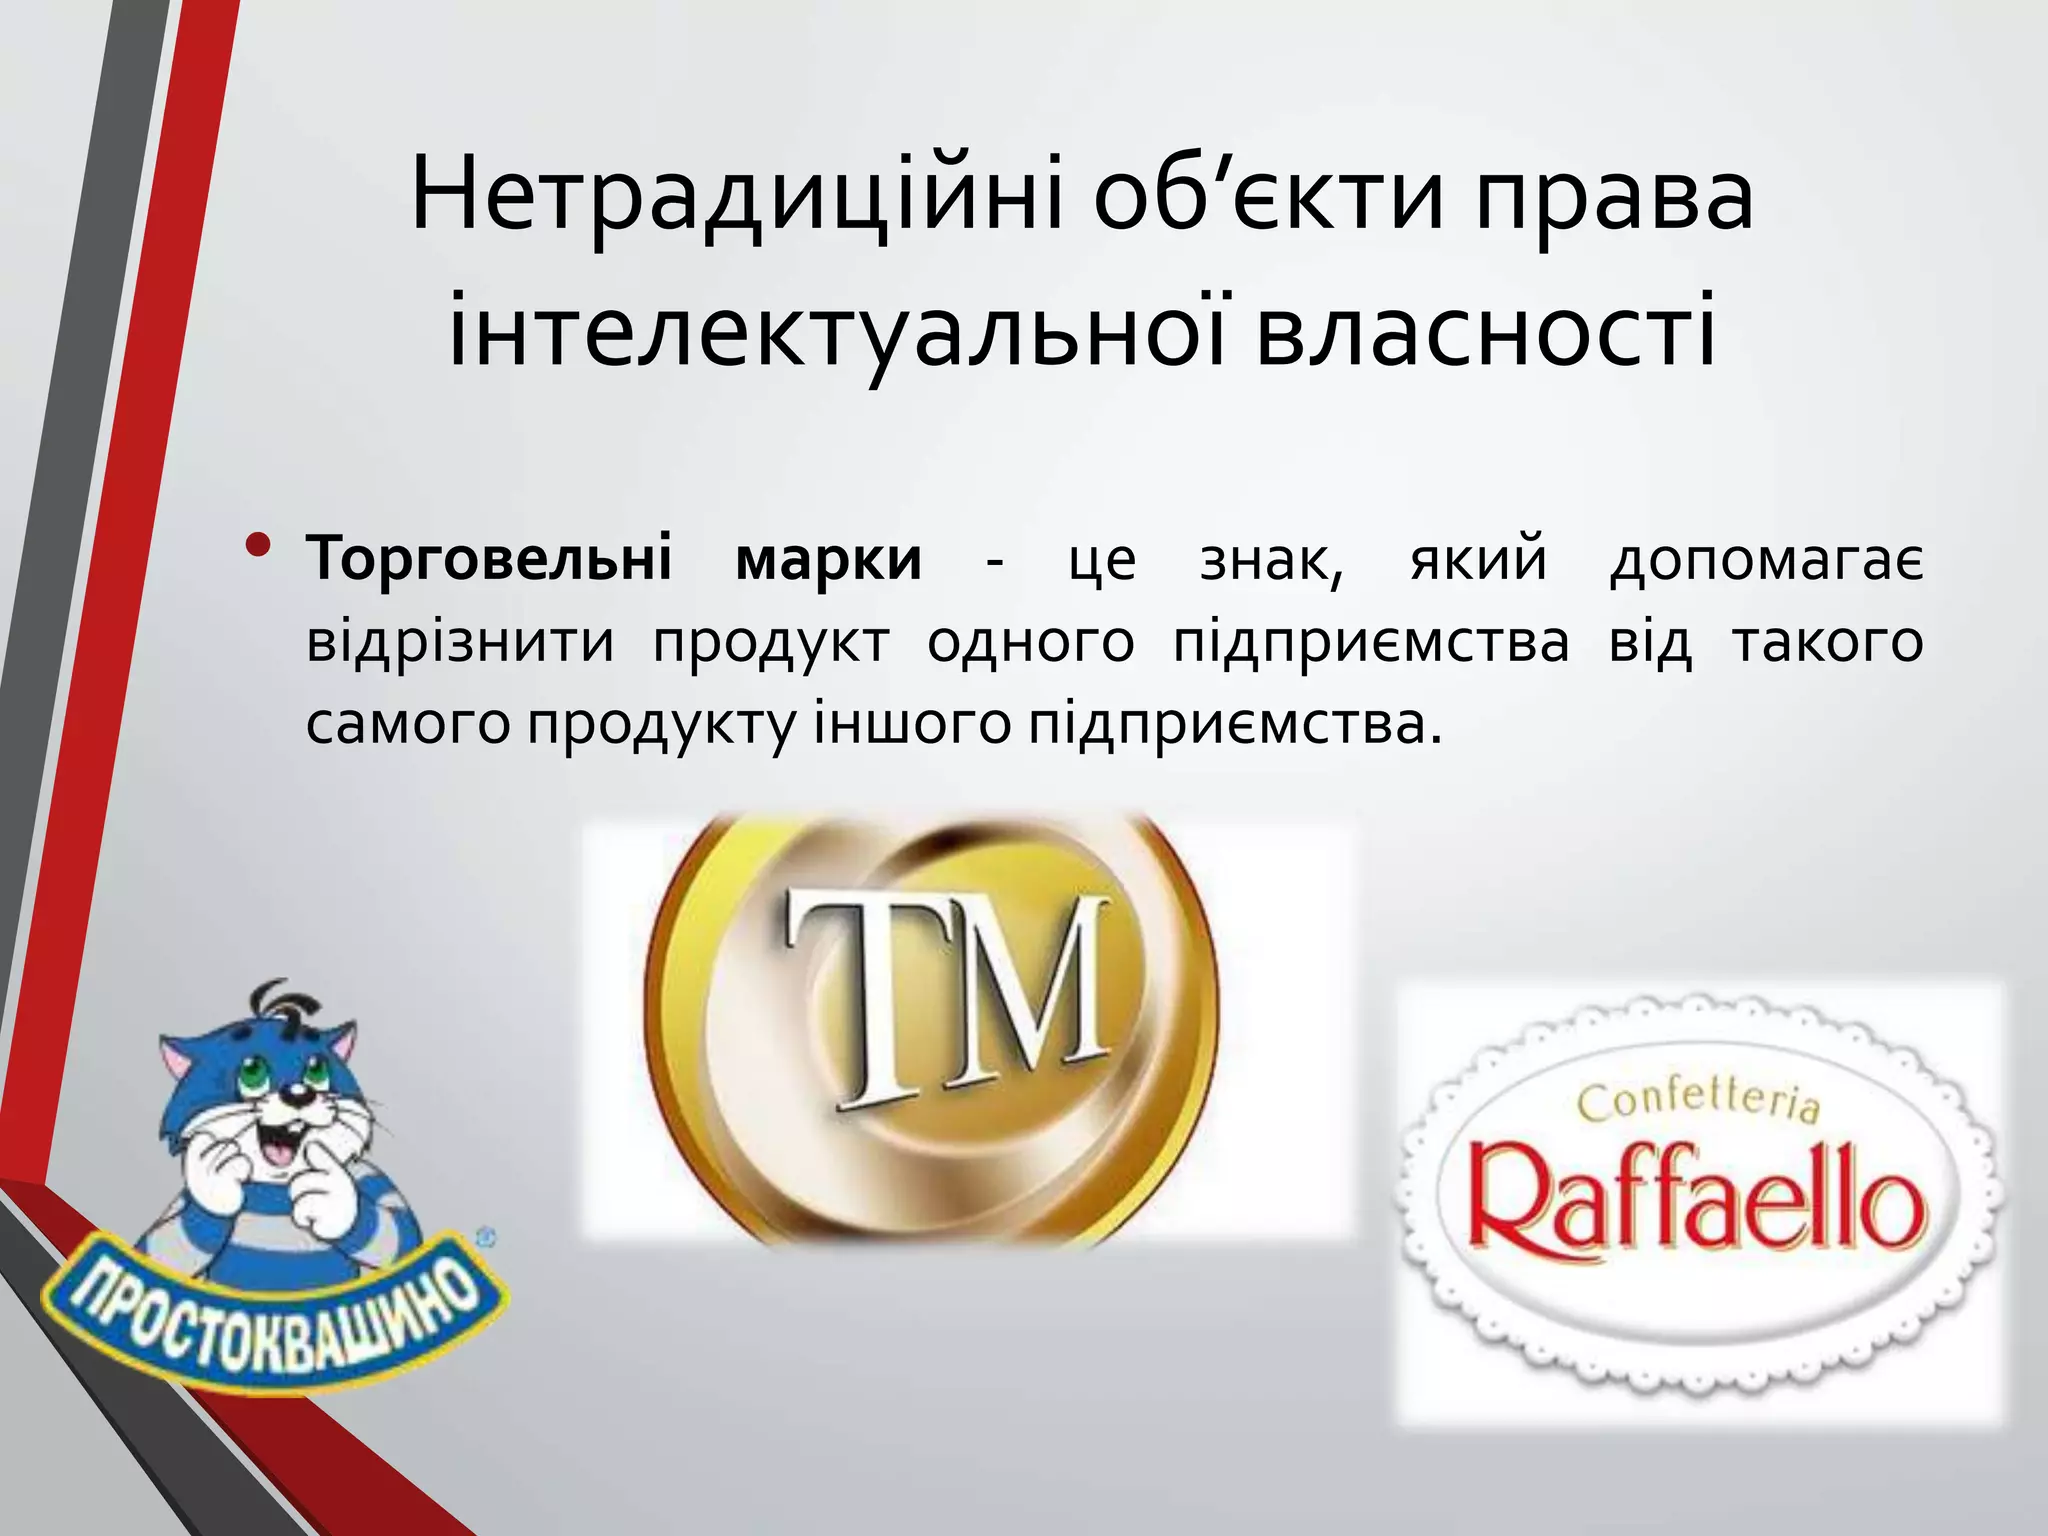 Нетрадиційні об’єкти права
інтелектуальної власності
• Торговельні марки - це знак, який допомагає
відрізнити продукт одного підприємства від такого
самого продукту іншого підприємства.
TM
ПРОСТОКВАШИНО ®
Confetteria
Raffaello